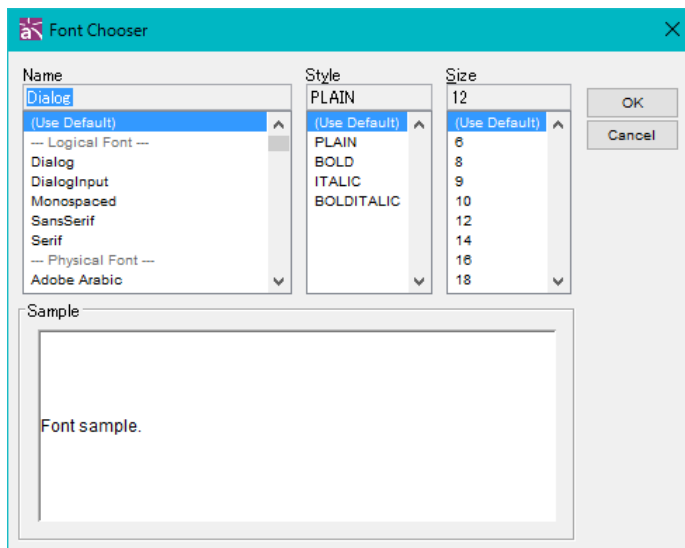 Font Chooser
Name
Dialog
(Use Default)
--- Logical Font ---
Dialog
DialogInput
Monospaced
SansSerif
Serif
--- Physical Font ---
Adobe Arabic
Style
PLAIN
(Use Default)
PLAIN
BOLD
ITALIC
BOLDITALIC
Size
12
(Use Default)
6
8
9
10
12
14
16
18
OK
Cancel
Sample
Font sample.